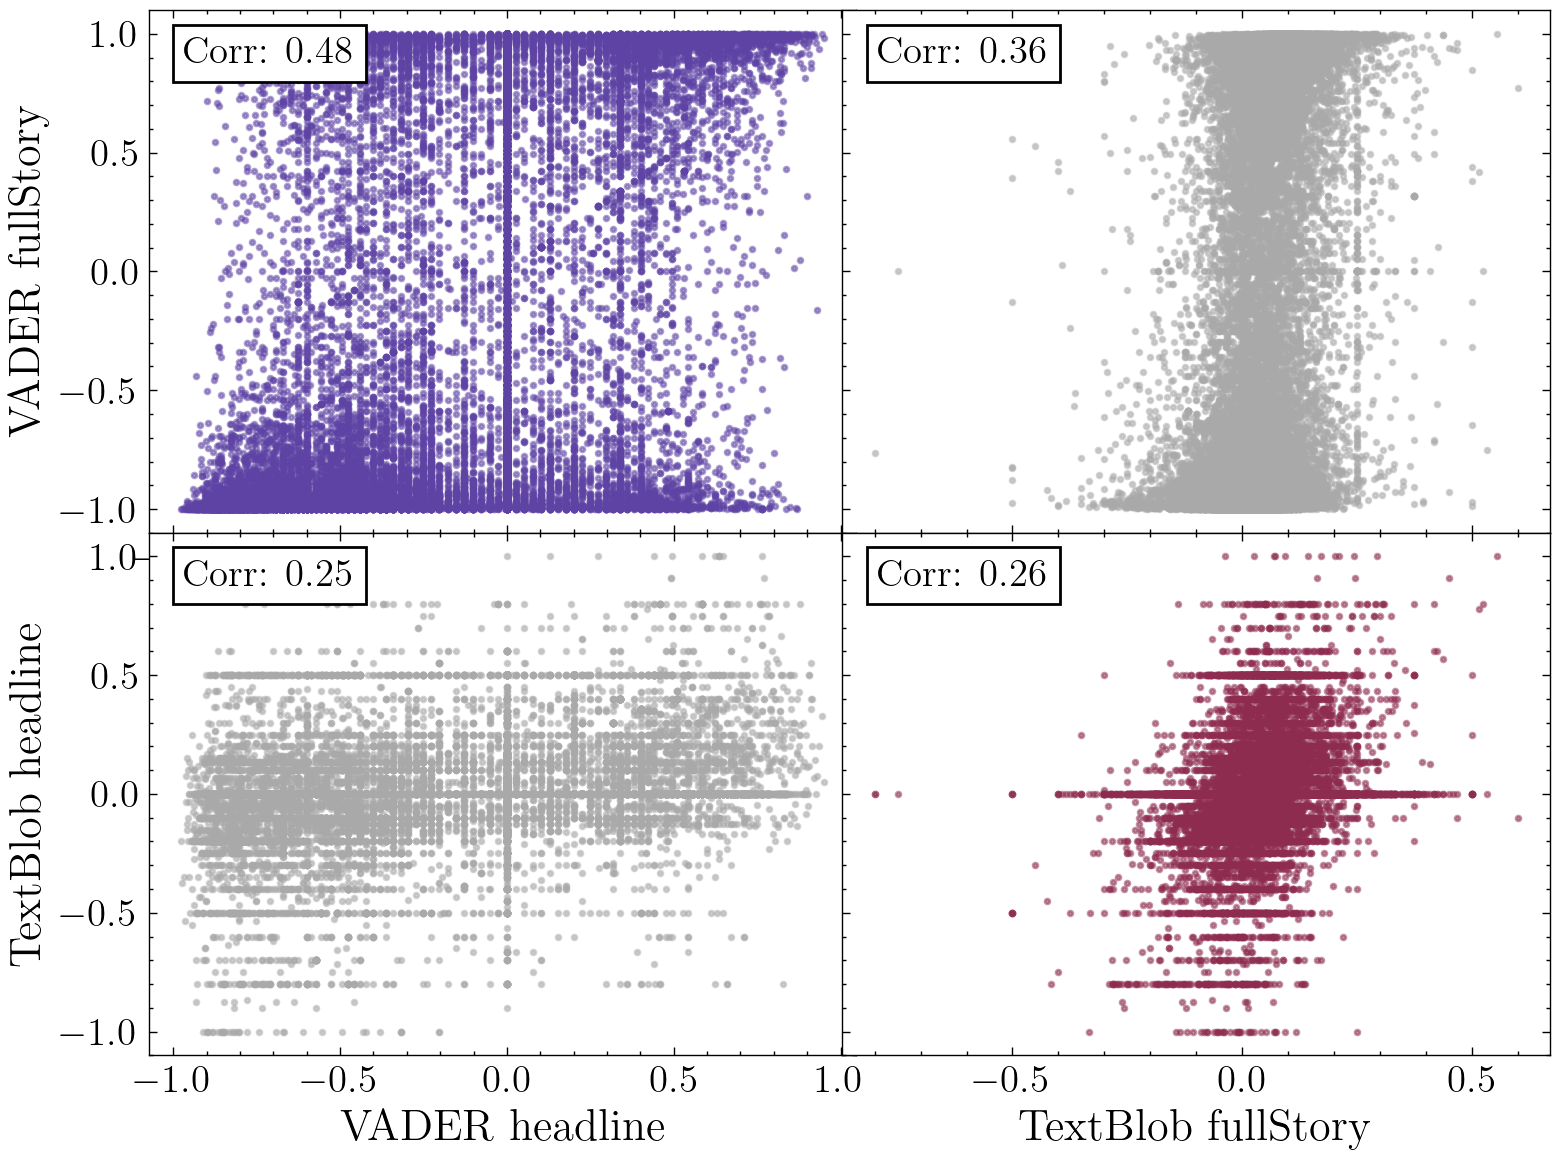 Corr: 0.48
Corr: 0.36
1.0
0.5
0.0
−0.5
−1.0
VADER fullStory
Corr: 0.25
Corr: 0.26
1.0
0.5
0.0
−0.5
−1.0
TextBlob headline
−1.0 −0.5 0.0 0.5 1.0
−0.5 0.0 0.5
VADER headline
TextBlob fullStory